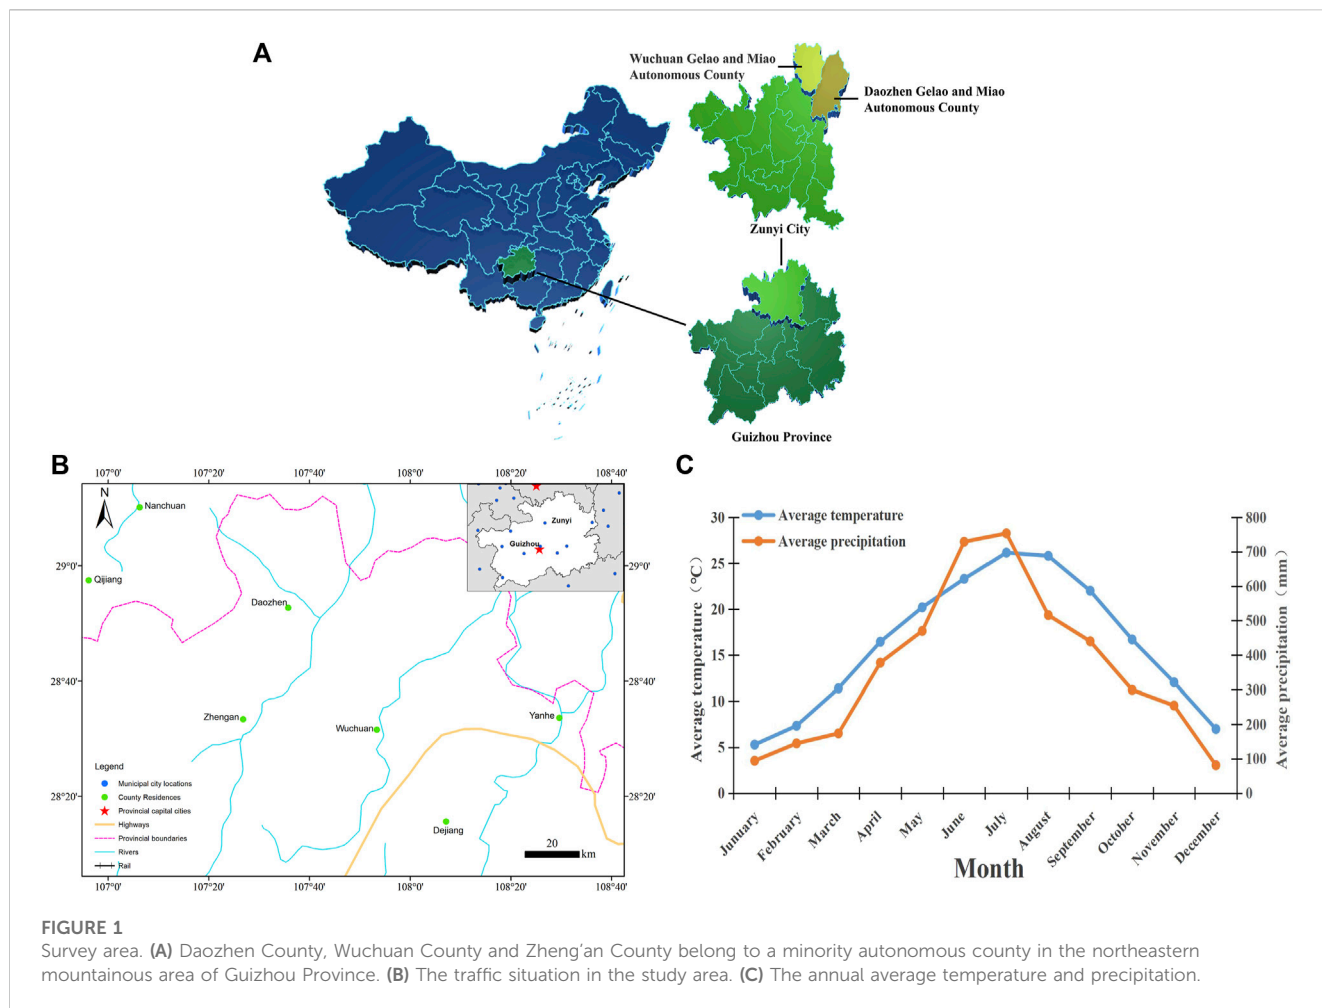 A
Wuchuan Gelao and Miao
Autonomous County
Daozhen Gelao and Miao
Autonomous County
Zunyi City
Guizhou Province
B
107°0'
107°20'
107°40'
108°0'
108°20'
108°40'
N
Nanchuan
Zunyi
Guizhou
29°0'
29°0'
Qijiang
Daozhen
28°40'
28°40'
Zhengan
Wuchuan
Yanhe
Legend
Municipal city locations
County Residences
Provincial capital cities
Highways
Provincial boundaries
Rivers
Rail
28°20'
28°20'
Dejiang
20
km
107°0'
107°20'
107°40'
108°0'
108°20'
108°40'
C
Average temperature
Average precipitation
Average temperature（℃）
30
25
20
15
10
5
0
800
700
600
500
400
300
200
100
0
Average precipitation（mm）
Junuary
February
March
April
May
June
July
August
September
October
November
December
Month
FIGURE 1
Survey area. (A) Daozhen County, Wuchuan County and Zheng’an County belong to a minority autonomous county in the northeastern
mountainous area of Guizhou Province. (B) The traffic situation in the study area. (C) The annual average temperature and precipitation.